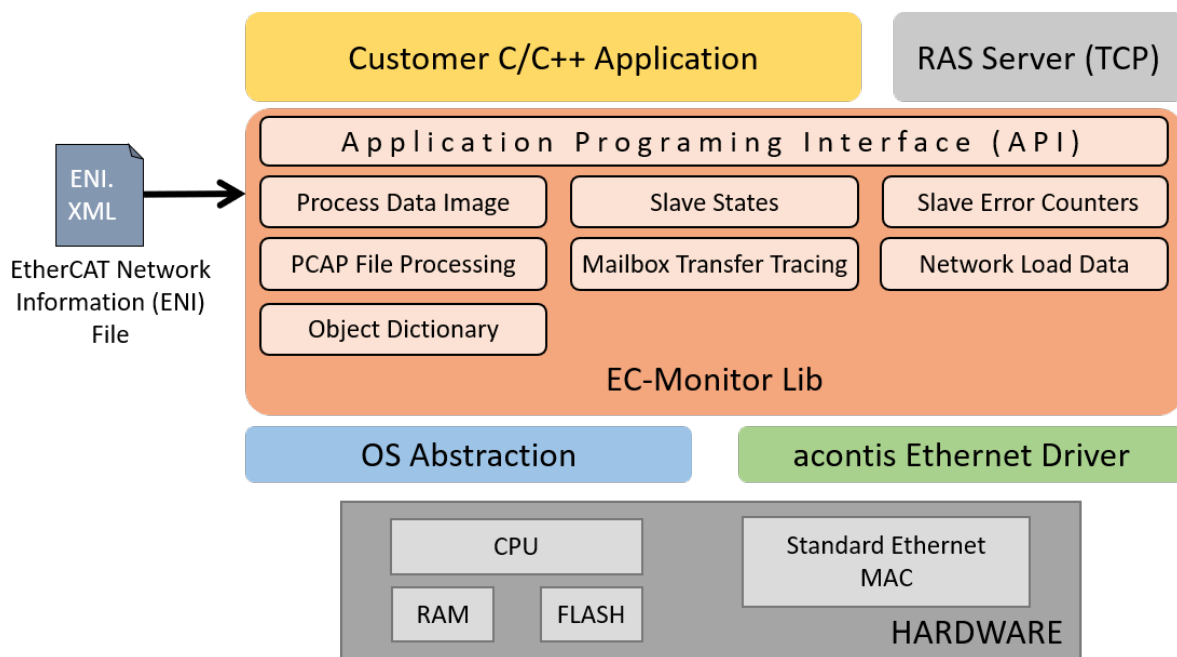 Customer C/C++ Application
RAS Server (TCP)
Application Programing Interface (API)
ENI.
XML
EtherCAT Network
Information (ENI)
File
Process Data Image
Slave States
Slave Error Counters
PCAP File Processing
Mailbox Transfer Tracing
Network Load Data
Object Dictionary
EC-Monitor Lib
OS Abstraction
acontis Ethernet Driver
CPU
Standard Ethernet
MAC
RAM
FLASH
HARDWARE